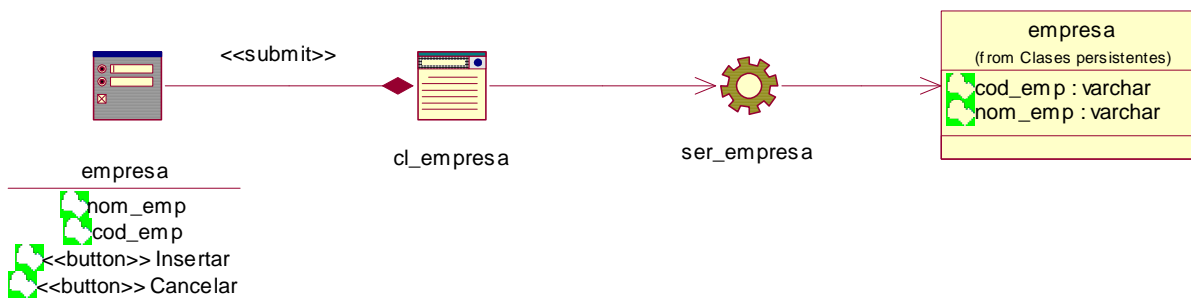 <<submit>>
empresa
(from Clases persistentes)
cod_emp : varchar
nom_emp : varchar
cl_empresa
ser_empresa
empresa
nom_emp
cod_emp
<<button>> Insertar
<<button>> Cancelar